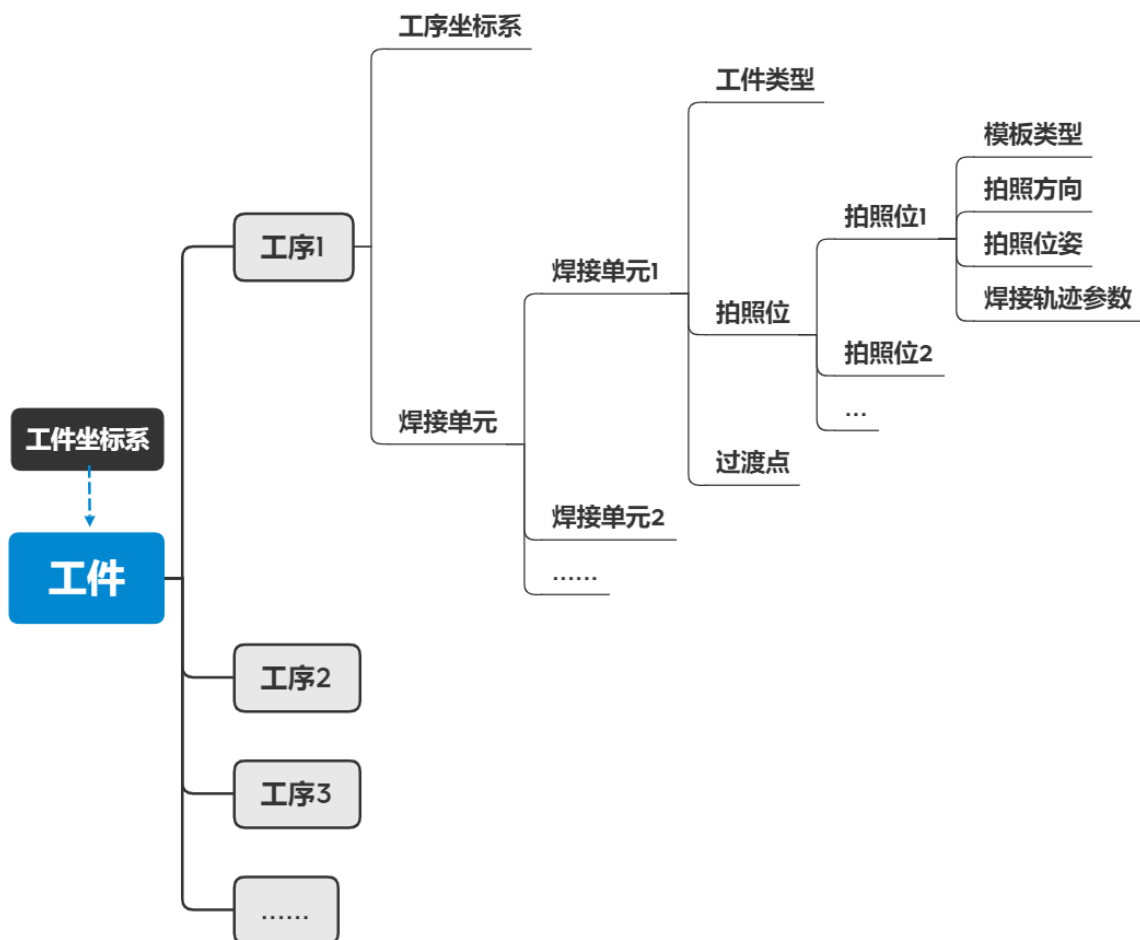 工序坐标系
工件类型
模板类型
拍照方向
拍照位1
工序1
拍照位姿
焊接单元1
焊接轨迹参数
拍照位
拍照位2
…
焊接单元
工件坐标系
过渡点
焊接单元2
工件
……
工序2
工序3
……